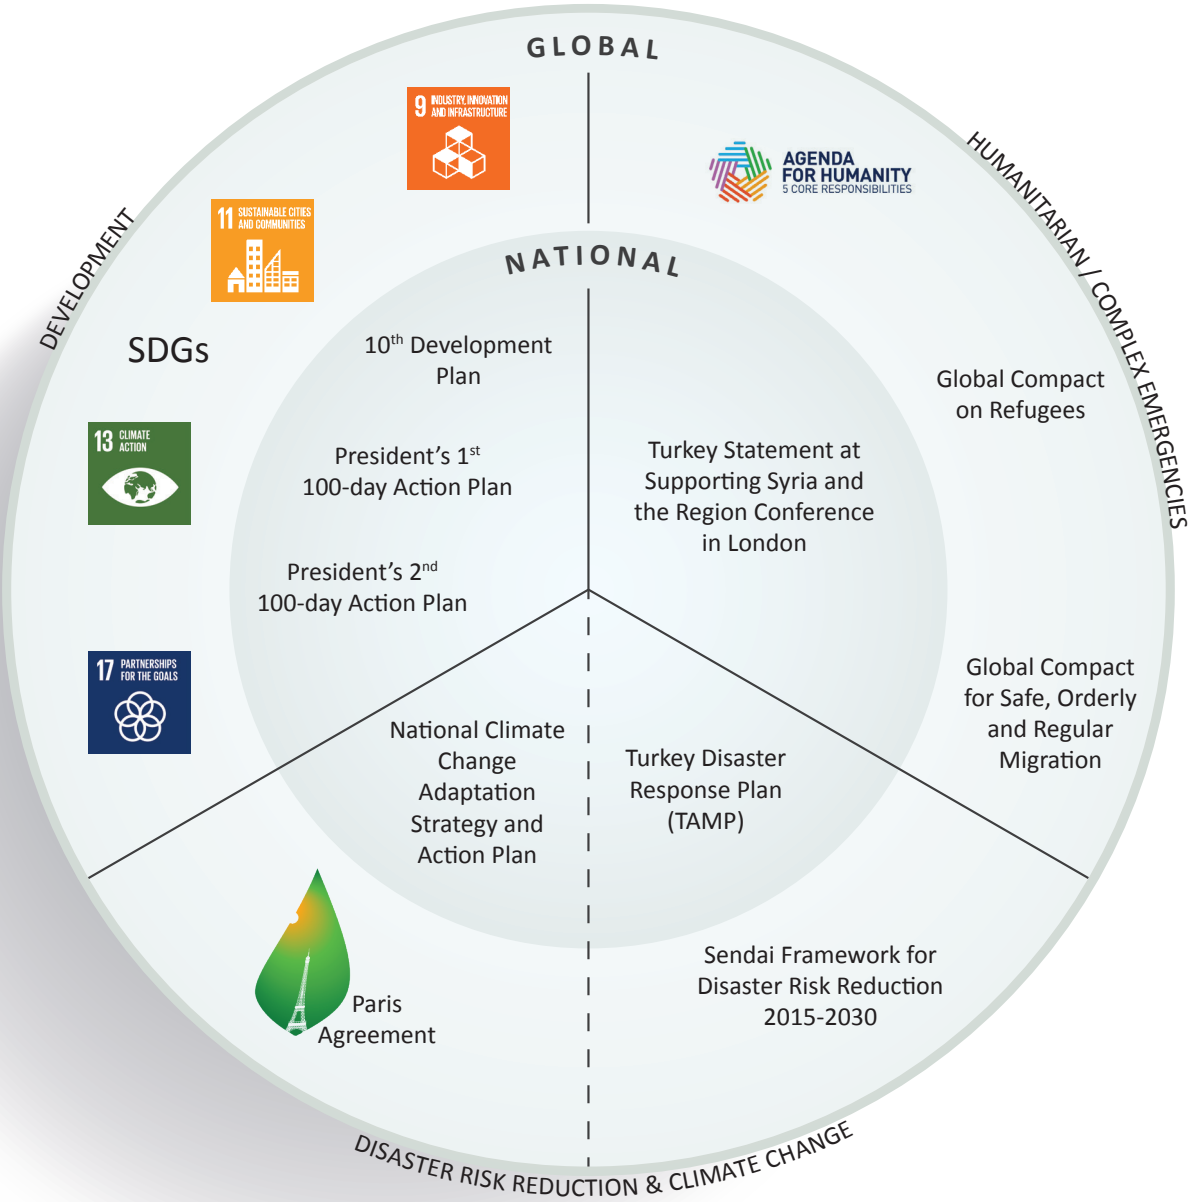 GLOBAL
9 INDUSTRY, INNOVATION
AND INFRASTRUCTURE
AGENDA
FOR HUMANITY
5 CORE RESPONSIBILITIES
HUMANITARIAN / COMPLEX EMERGENCIES
11 SUSTAINABLE CITIES
AND COMMUNITIES
DEVELOPMENT
NATIONAL
SDGs
10th Development
Plan
Global Compact
on Refugees
13 CLIMATE
ACTION
President’s 1st
100-day Action Plan
Turkey Statement at
Supporting Syria and
the Region Conference
in London
President’s 2nd
100-day Action Plan
17 PARTNERSHIPS
FOR THE GOALS
Global Compact
for Safe, Orderly
and Regular
Migration
National Climate
Change
Adaptation
Strategy and
Action Plan
Turkey Disaster
Response Plan
(TAMP)
Paris
Agreement
Sendai Framework for
Disaster Risk Reduction
2015-2030
DISASTER RISK REDUCTION & CLIMATE CHANGE